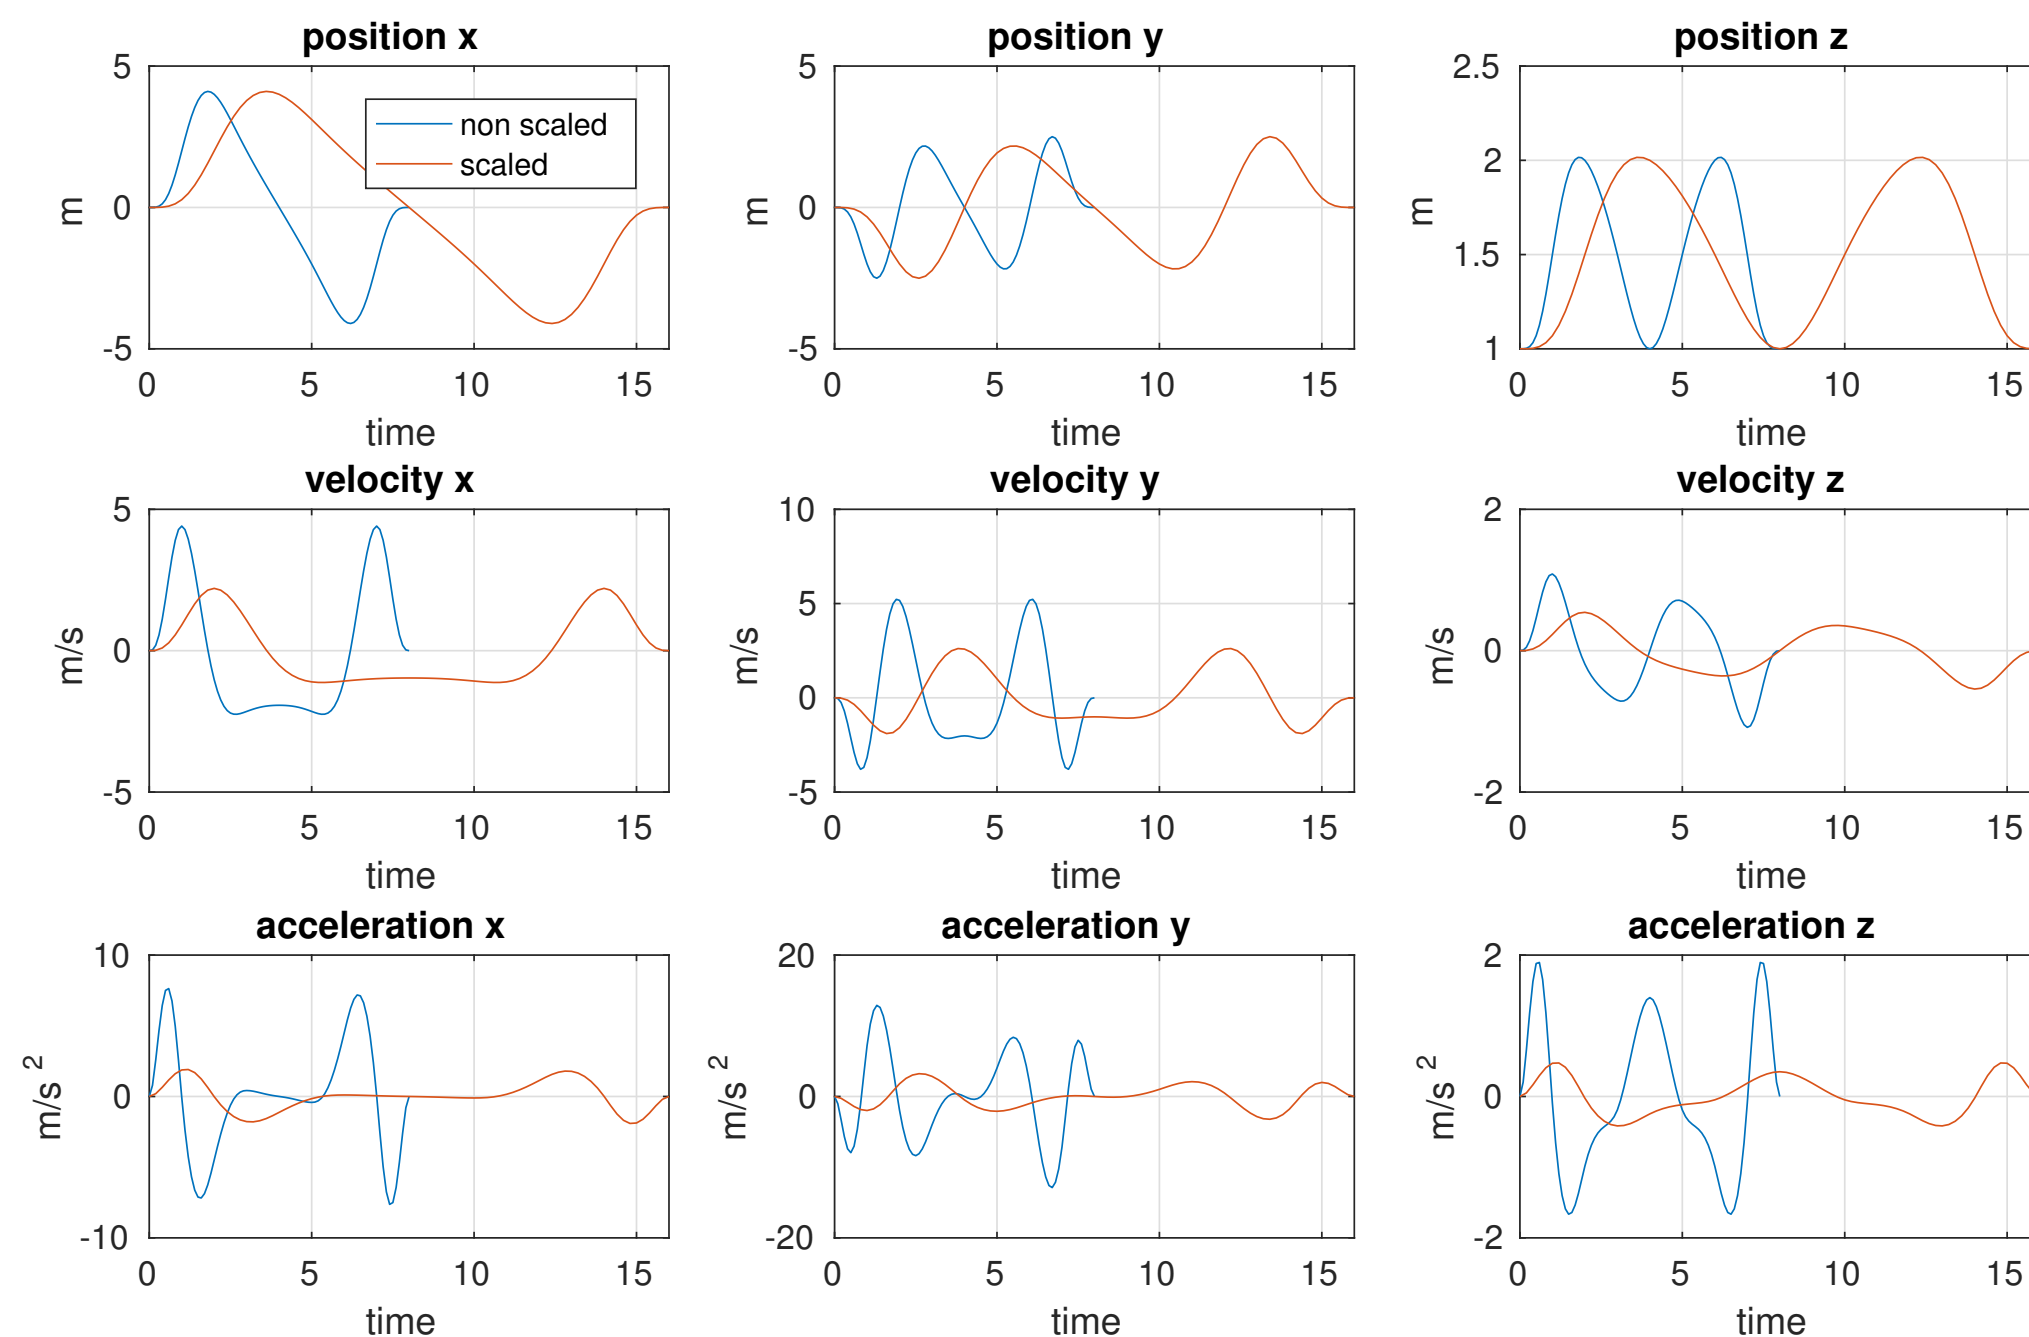 position x
position y
position z
5
0
-5
m
non scaled
scaled
0 5 10 15
time
5
0
-5
m
0 5 10 15
time
2.5
2
1.5
1
m
0 5 10 15
time
velocity x
velocity y
velocity z
5
0
-5
m/s
0 5 10 15
time
10
5
0
-5
m/s
0 5 10 15
time
2
0
-2
m/s
0 5 10 15
time
acceleration x
acceleration y
acceleration z
10
0
-10
m/s 2
0 5 10 15
time
20
0
-20
m/s 2
0 5 10 15
time
2
0
-2
m/s 2
0 5 10 15
time